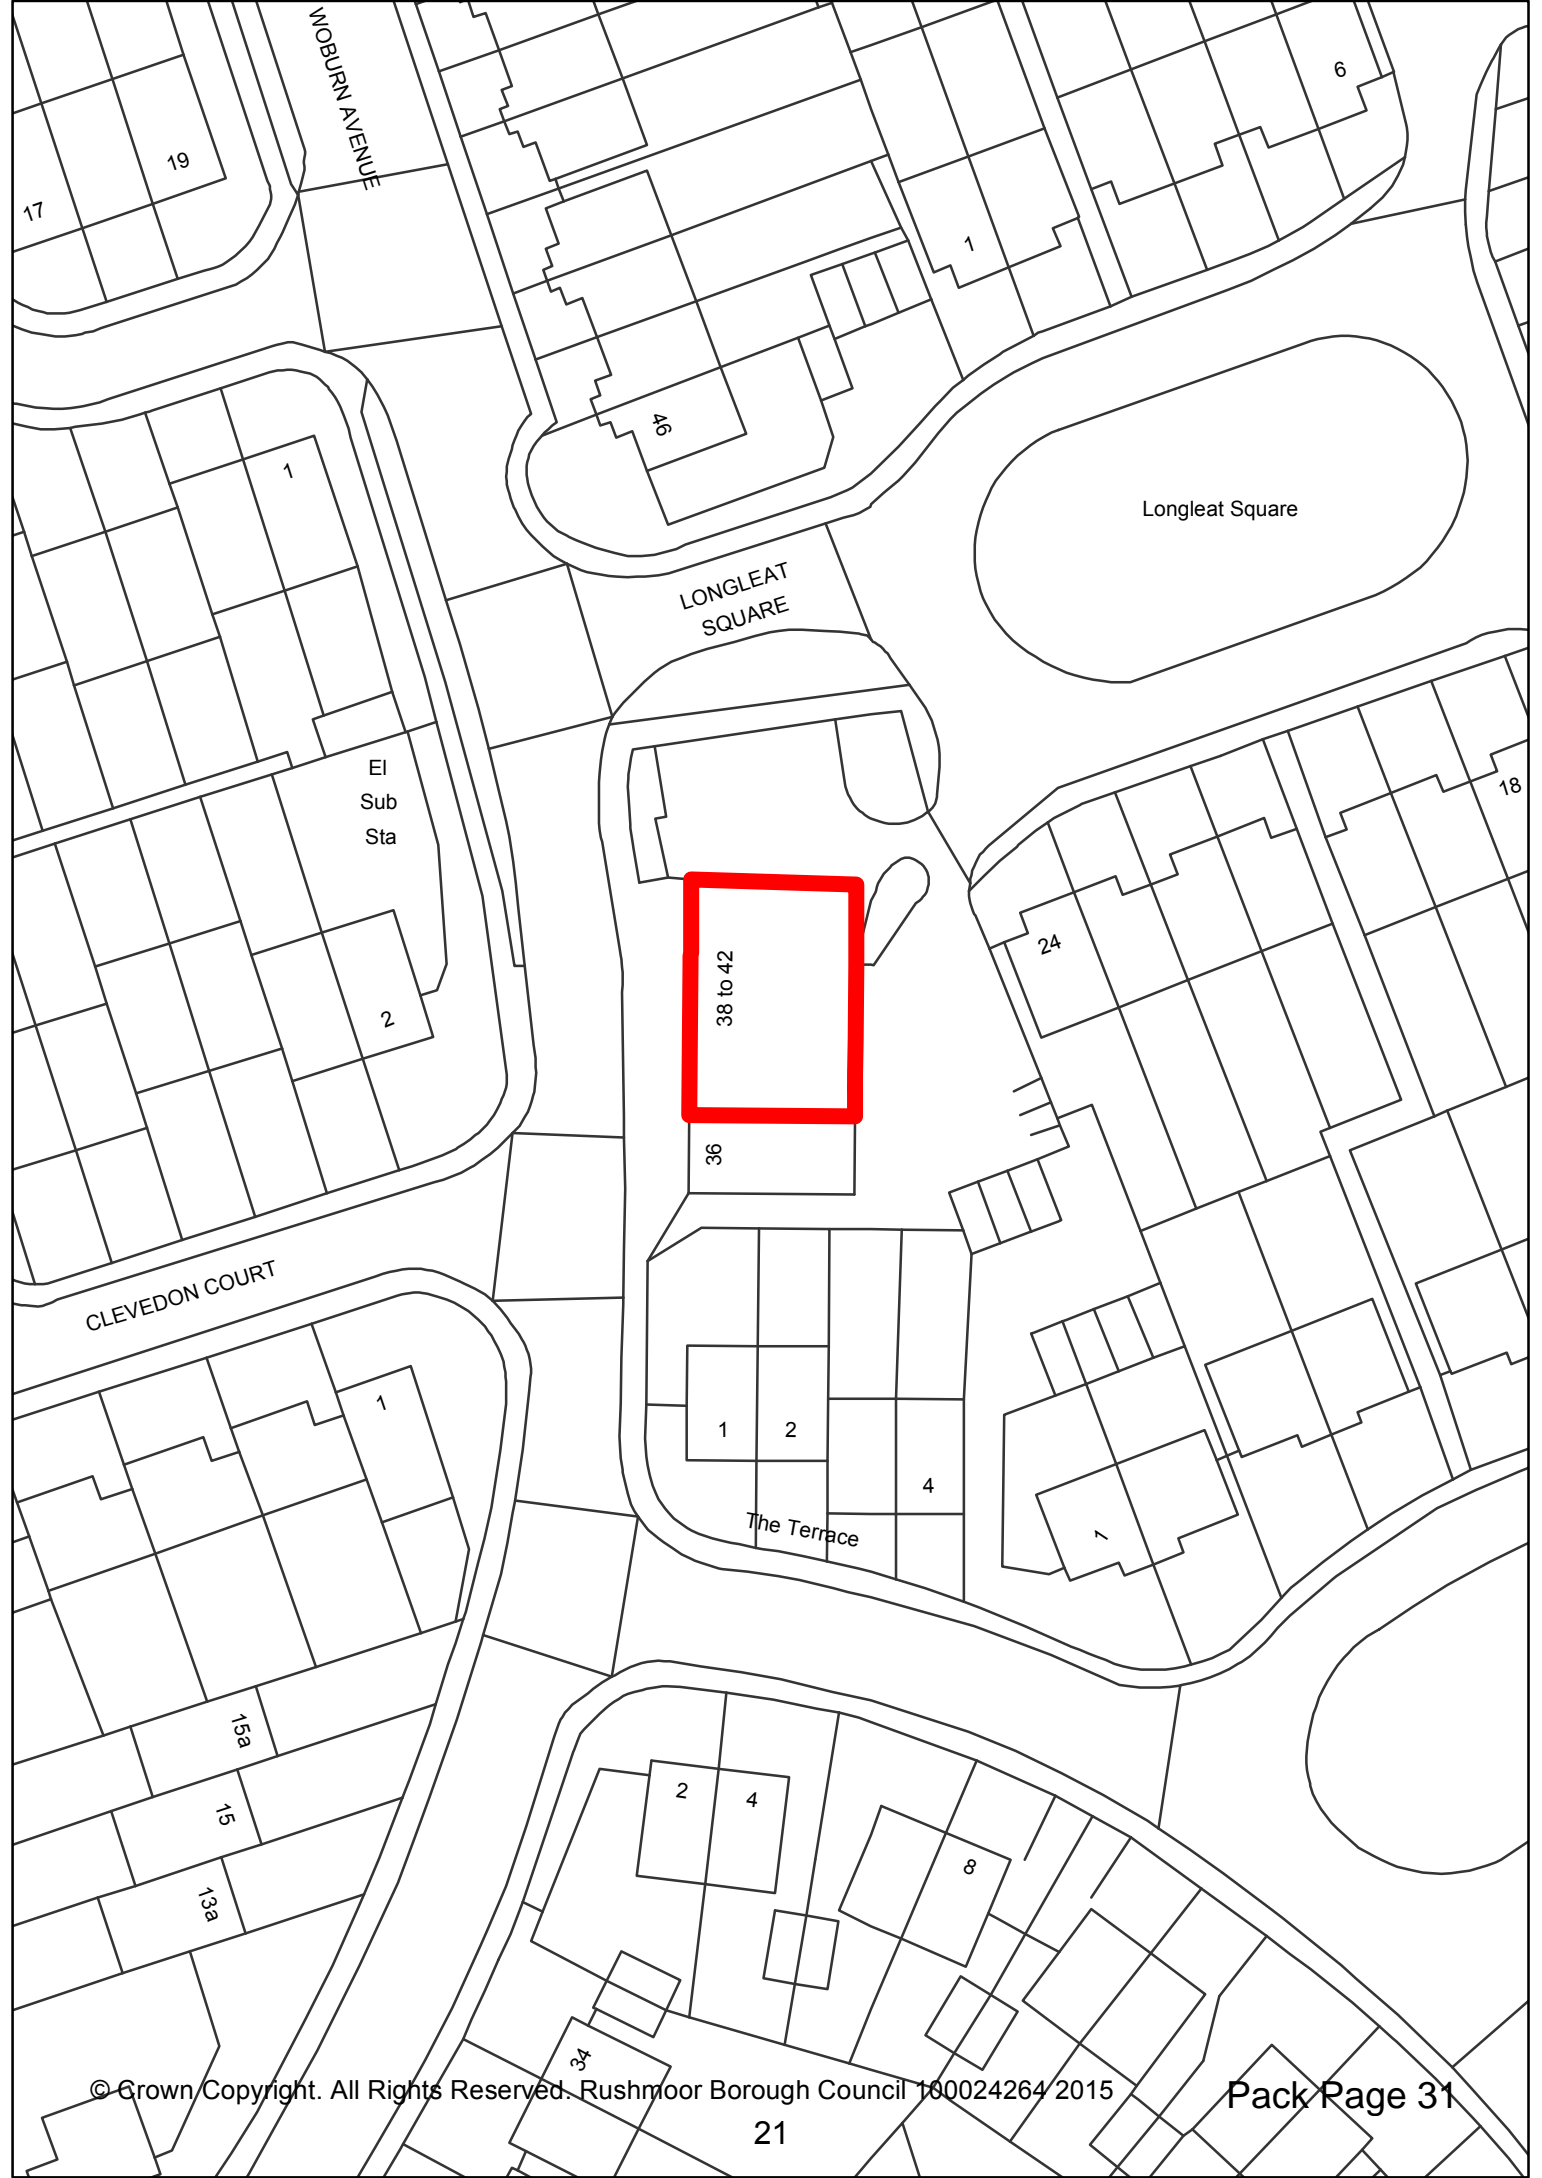 WOBURN AVENUE
6
19
17
1
46
1
Longleat Square
LONGLEAT
SQUARE
El
Sub
Sta
18
24
38 to 42
2
36
CLEVEDON COURT
1
1
2
4
The Terrace
1
15a
15
13a
2
4
8
34
© Crown Copyright. All Rights Reserved. Rushmoor Borough Council 100024264 2015
Pack Page 31
21